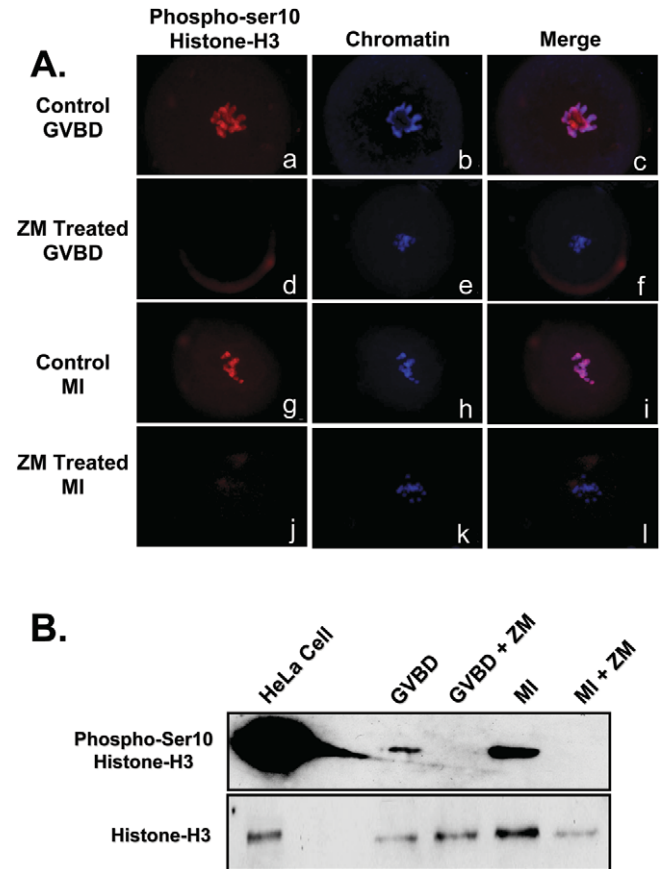 Phospho-ser10
Histone-H3
Chromatin
Merge
A.
Control
GVBD
a
b
c
ZM Treated
GVBD
d
e
f
Control
MI
g
h
i
ZM Treated
MI
j
k
l
B.
HeLa Cell
GVBD
GVBD + ZM
MI
MI + ZM
Phospho-Ser10
Histone-H3
Histone-H3